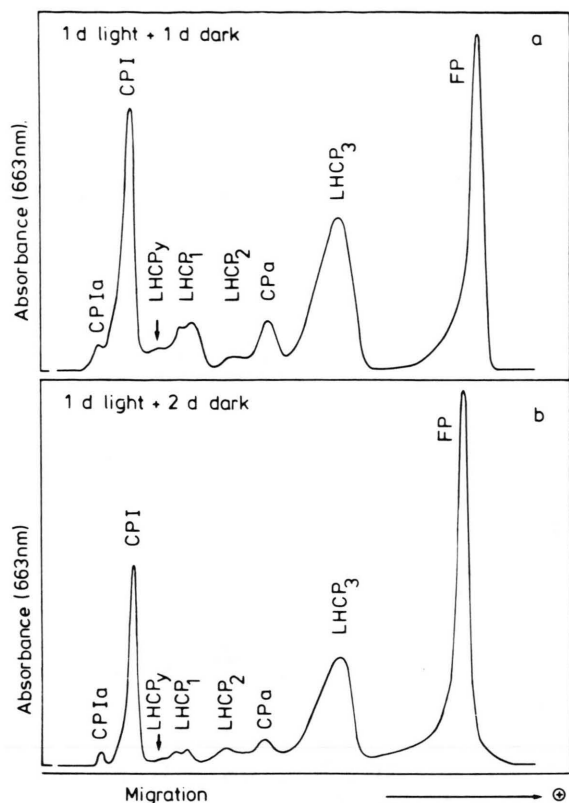 1 d light + 1 d dark
a
Absorbance (663nm).
CPIa
CPI
LHCPy
LHCP1
LHCP2
CPa
LHCP3
FP
1 d light + 2 d dark
b
Absorbance (663nm)
CPIa
CPI
LHCPy
LHCP1
LHCP2
CPa
LHCP3
FP
Migration ⊕